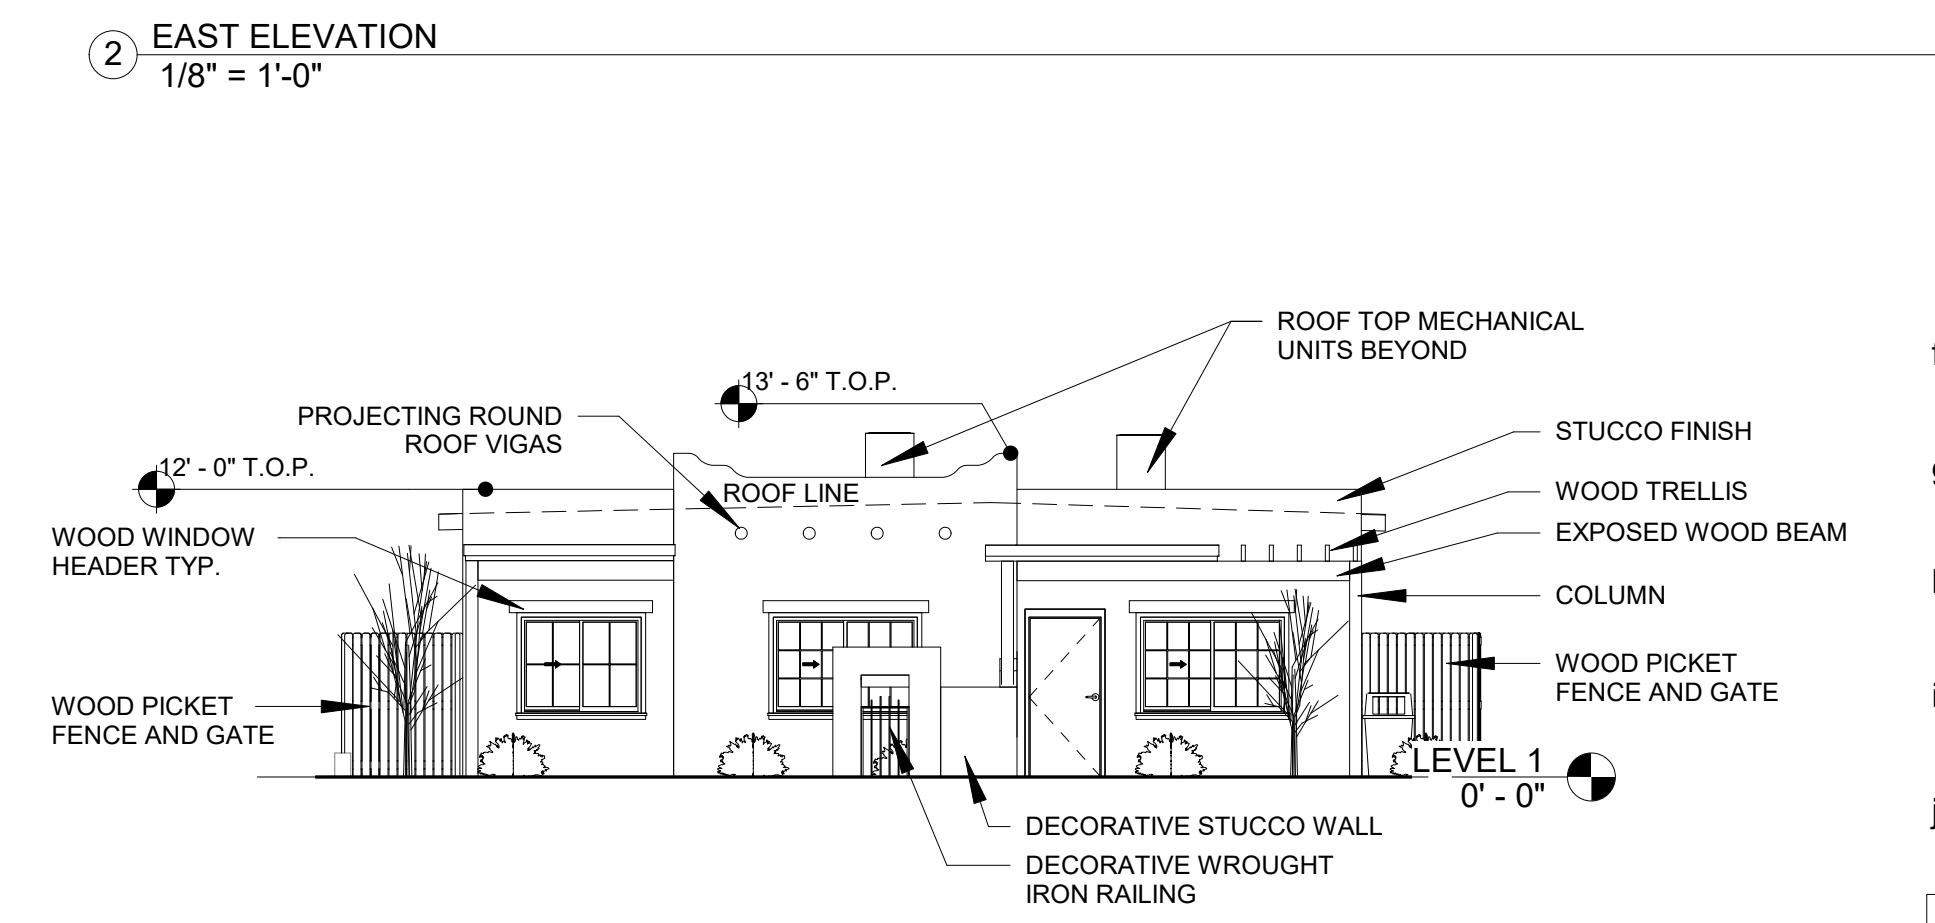 2
EAST ELEVATION
1/8" = 1'-0"
ROOF TOP MECHANICAL
UNITS BEYOND
13' - 6" T.O.P.
PROJECTING ROUND
ROOF VIGAS
STUCCO FINISH
12' - 0" T.O.P.
ROOF LINE
WOOD TRELLIS
WOOD WINDOW
HEADER TYP.
EXPOSED WOOD BEAM
COLUMN
WOOD PICKET
FENCE AND GATE
WOOD PICKET
FENCE AND GATE
LEVEL 1
0' - 0"
DECORATIVE STUCCO WALL
DECORATIVE WROUGHT
IRON RAILING